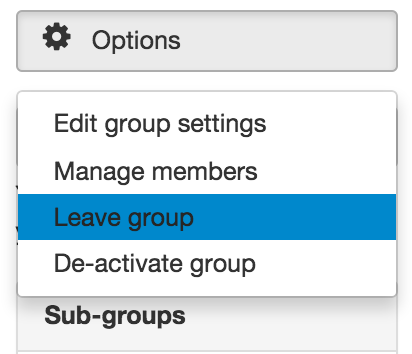 Options
Edit group settings
Manage members
Leave group
De-activate group
Sub-groups